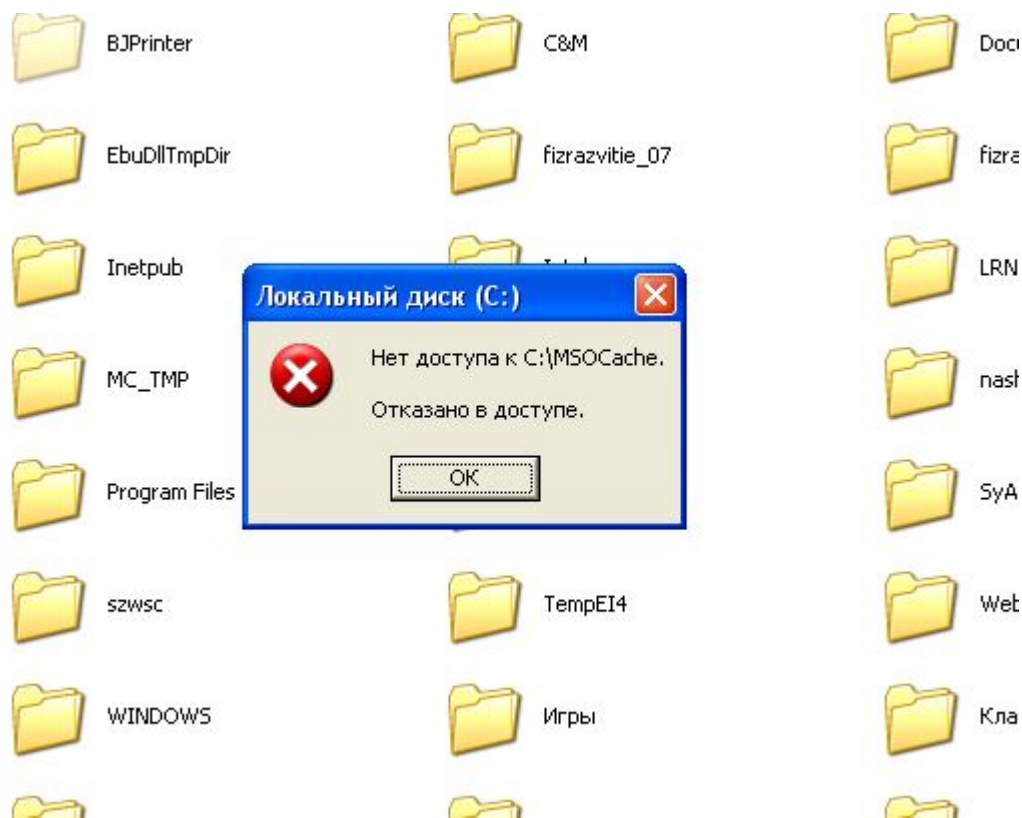 BJPrinter
C&M
EbuDllTmpDir
fizrazvitie_07
Inetpub
Локальный диск (C:)
Нет доступа к C:\MSOCache.
Отказано в доступе.
OK
MC_TMP
Program Files
szwsc
TempEI4
WINDOWS
Игры